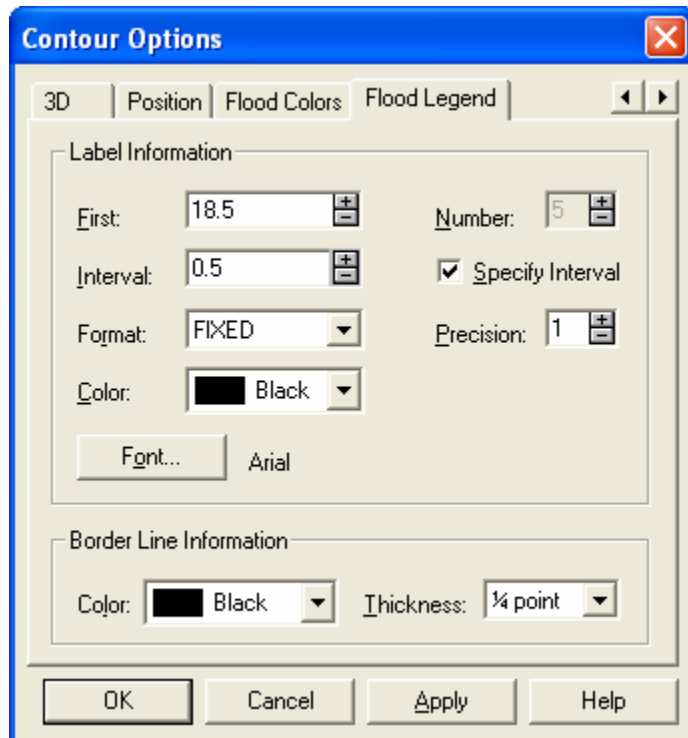 Contour Options
3D Position Flood Colors Flood Legend
Label Information
First: 18.5 Number: 5
Interval: 0.5 Specify Interval
Format: FIXED Precision: 1
Color: Black
Font... Arial
Border Line Information
Color: Black Thickness: ¼ point
OK Cancel Apply Help